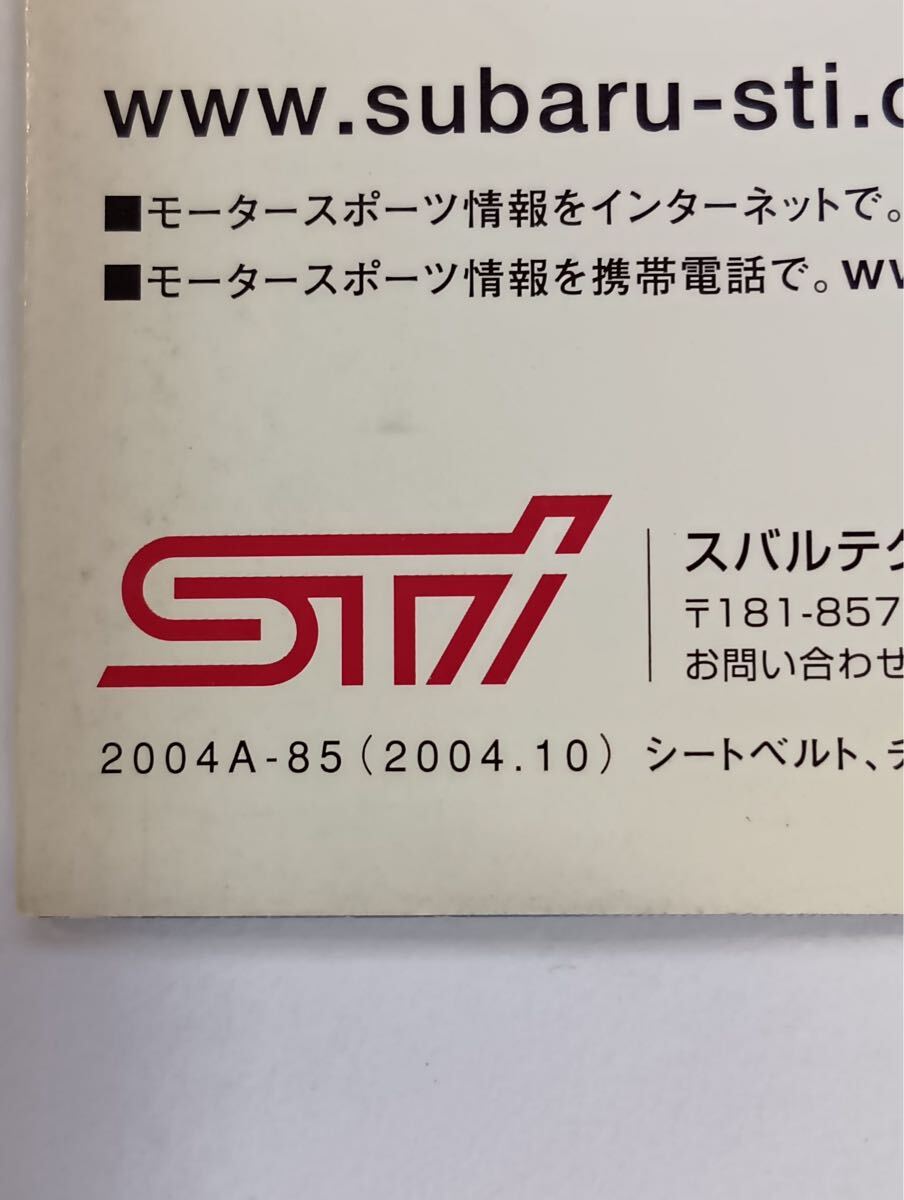 www.subaru-sti.c
■モータースポーツ情報をインターネットで。
■モータースポーツ情報を携帯電話で。ww
STi
スバルテク
〒181-857
お問い合わせ
2004A-85(2004.10) シートベルト、チ